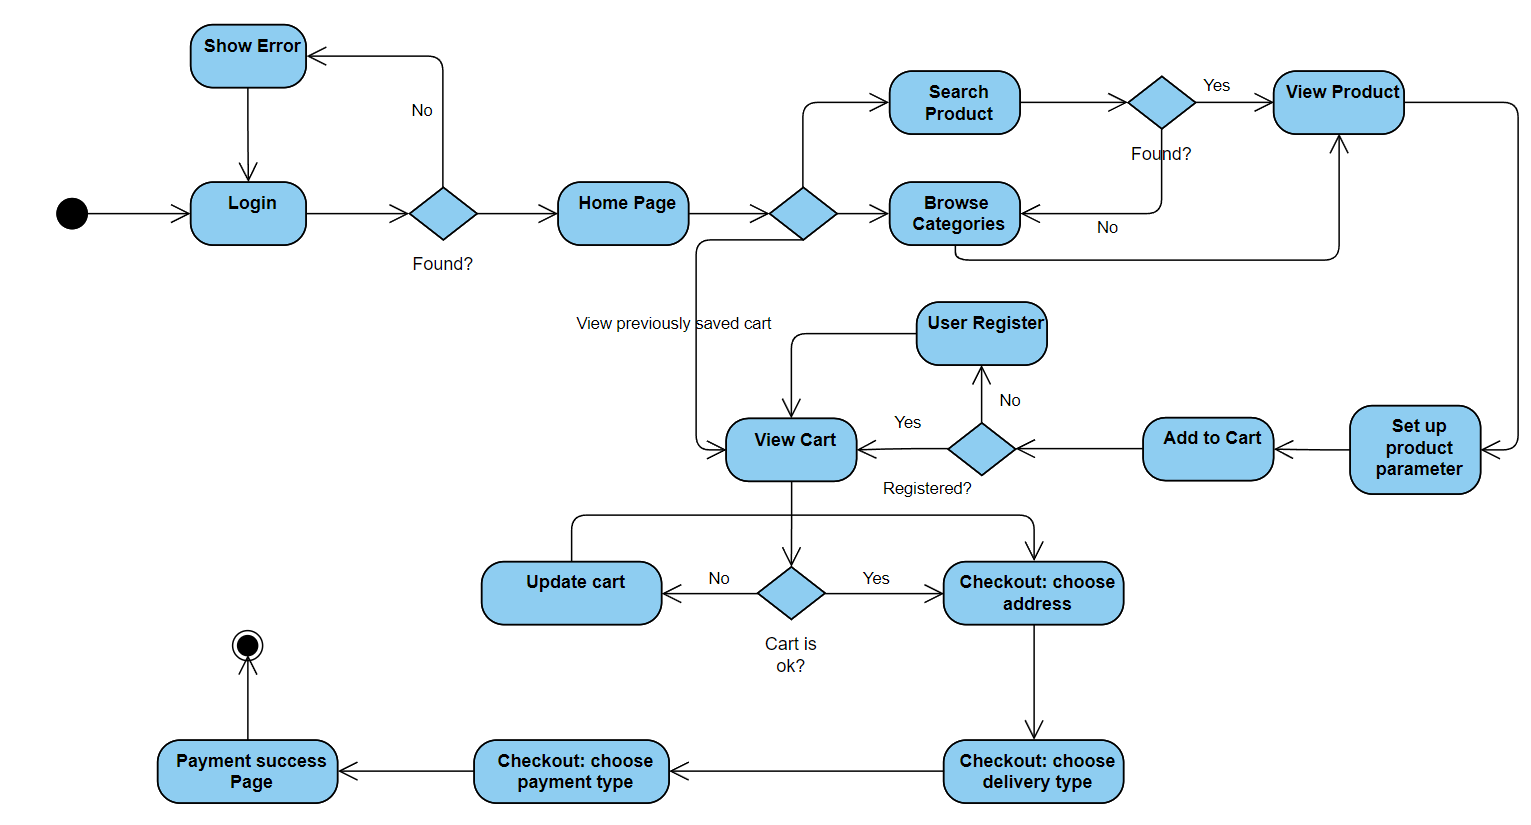 Show Error
No
Login
Found?
Home Page
Search
Product
Yes
View Product
Found?
Browse
Categories
No
View previously saved cart
User Register
No
Yes
View Cart
Registered?
Add to Cart
Set up
product
parameter
Update cart
No
Yes
Cart is
ok?
Checkout: choose
address
Payment success
Page
Checkout: choose
payment type
Checkout: choose
delivery type